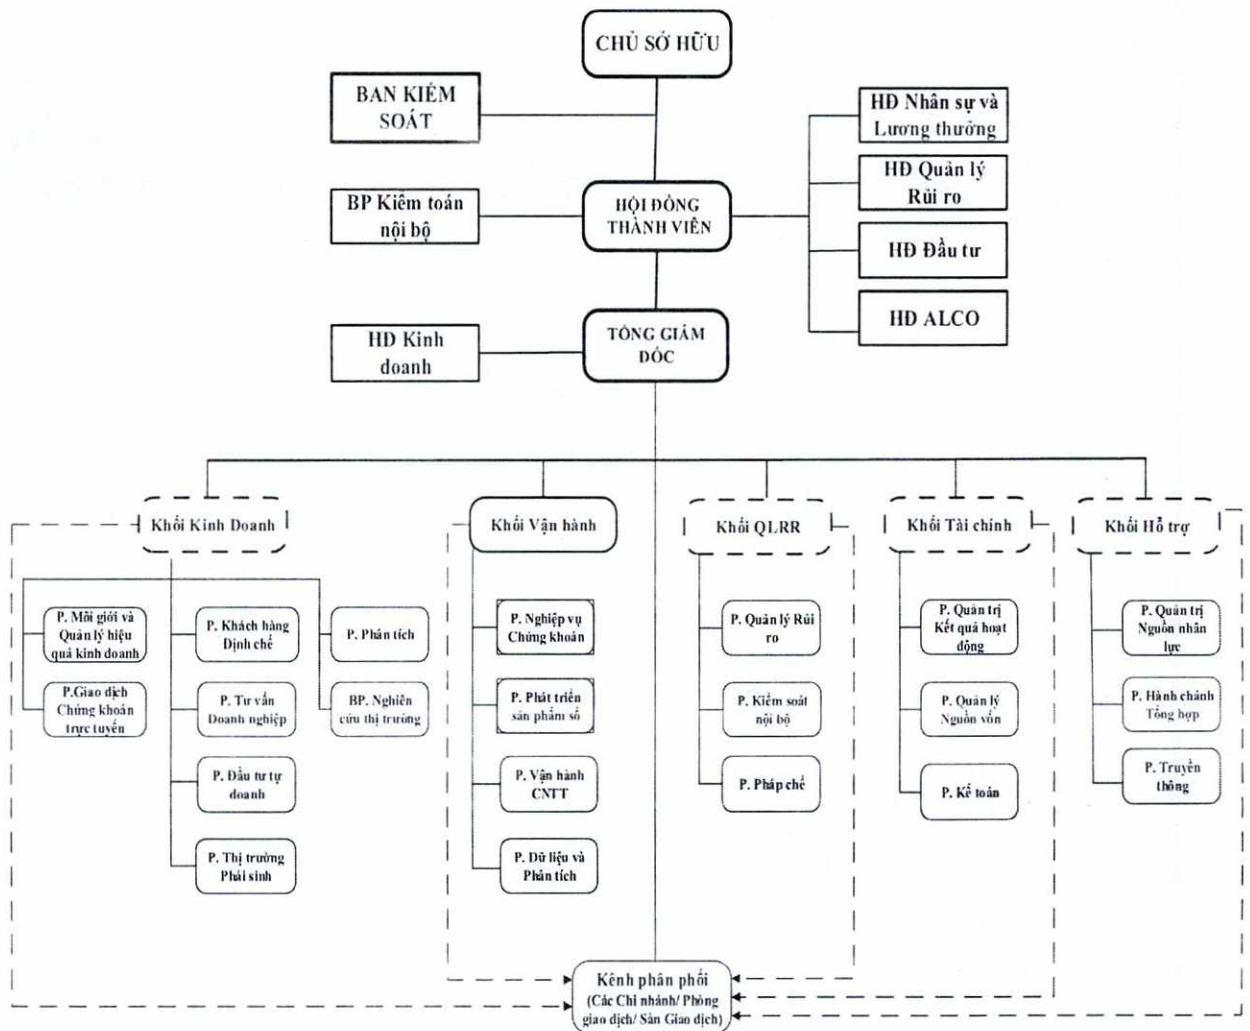 CHỦ SỞ HỮU
BAN KIỂM
SOÁT
HĐ Nhân sự và
Lương thưởng
HĐ Quản lý
Rủi ro
BP Kiểm toán
nội bộ
HỘI ĐỒNG
THÀNH VIÊN
HĐ Đầu tư
HĐ ALCO
HĐ Kinh
doanh
TỔNG GIÁM
ĐỐC
Khối Kinh Doanh
Khối Vận hành
Khối QLRR
Khối Tài chính
Khối Hỗ trợ
P. Môi giới và
Quản lý hiệu
quả kinh doanh
P.Giao dịch
Chứng khoán
trực tuyến
P. Khách hàng
Định chế
P. Tư vấn
Doanh nghiệp
P. Đầu tư tự
doanh
P. Thị trường
Phái sinh
P. Phân tích
BP. Nghiên
cứu thị trường
P. Nghiệp vụ
Chứng khoán
P. Phát triển
sản phẩm số
P. Vận hành
CNTT
P. Dữ liệu và
Phân tích
P. Quản lý Rủi
ro
P. Kiểm soát
nội bộ
P. Pháp chế
P. Quản trị
Kết quả hoạt
động
P. Quản lý
Nguồn vốn
P. Kế toán
P. Quản trị
Nguồn nhân
lực
P. Hành chánh
Tổng hợp
P. Truyền
thông
Kênh phân phối
(Các Chi nhánh/ Phòng
giao dịch/ Sàn Giao dịch)